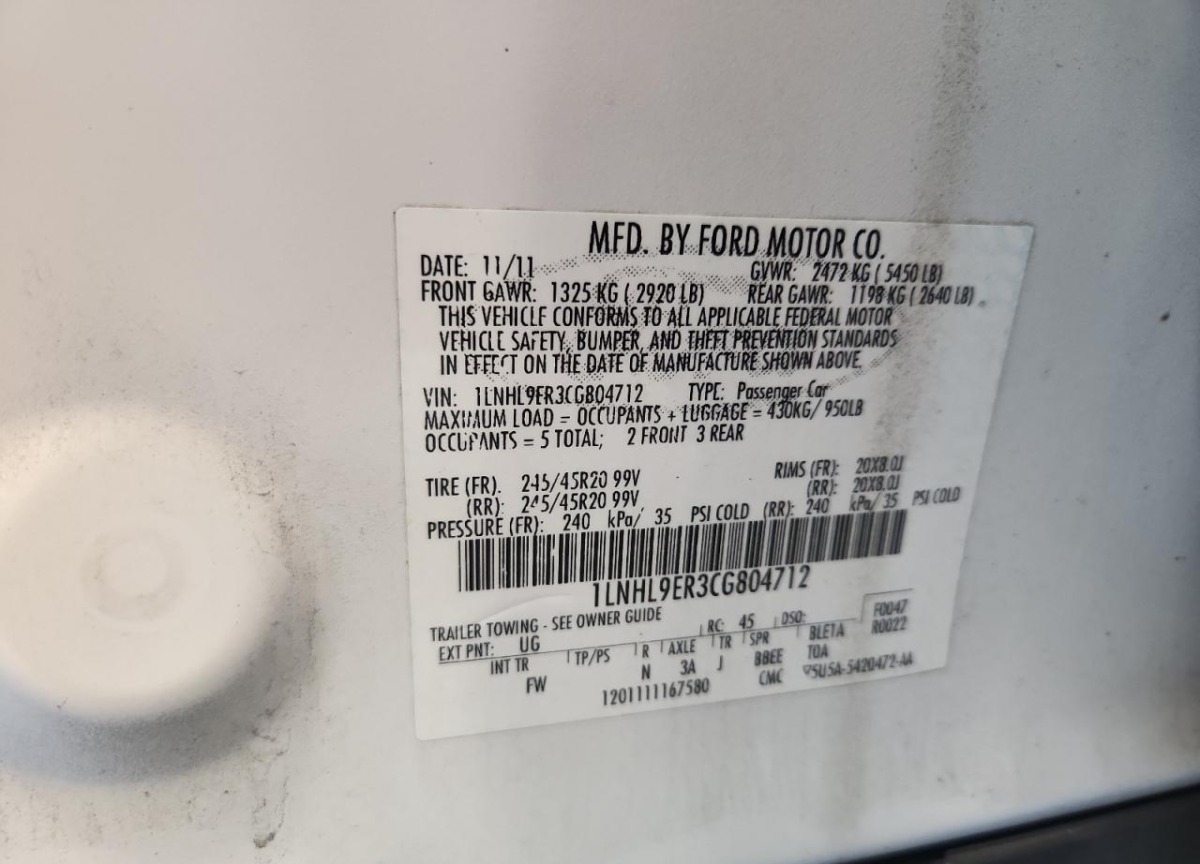 MFD. BY FORD MOTOR CO.
DATE: 11/11 GVWR: 2472 KG ( 5450 LB)
FRONT GAWR: 1325 KG ( 2920 LB) REAR GAWR: 1198 KG ( 2640 LB)
THIS VEHICLE CONFORMS TO ALL APPLICABLE FEDERAL MOTOR
VEHICLE SAFETY, BUMPER, AND THEFT PREVENTION STANDARDS
IN EFFECT ON THE DATE OF MANUFACTURE SHOWN ABOVE.
VIN: 1LNHL9ER3CG804712 TYPE: Passenger Car
MAXIMUM LOAD = OCCUPANTS + LUGGAGE = 430KG/ 950LB
OCCUPANTS = 5 TOTAL; 2 FRONT 3 REAR
TIRE (FR). 245/45R20 99V RIMS (FR): 20X8.0J
(RR): 245/45R20 99V, (RR): 20X8.0J
PRESSURE (FR): 240 kPa/ 35 PSI COLD (RR): 240 kPa/ 35 PSI COLD
1LNHL9ER3CG804712
TRAILER TOWING - SEE OWNER GUIDE
EXT PNT: UG RC: 45 DSO: F0047
INT TR TP/PS R AXLE TR SPR BLETA R0022
FW N 3A J BBEE TOA
1201111167580 CMC 5U5A-5420472-AA